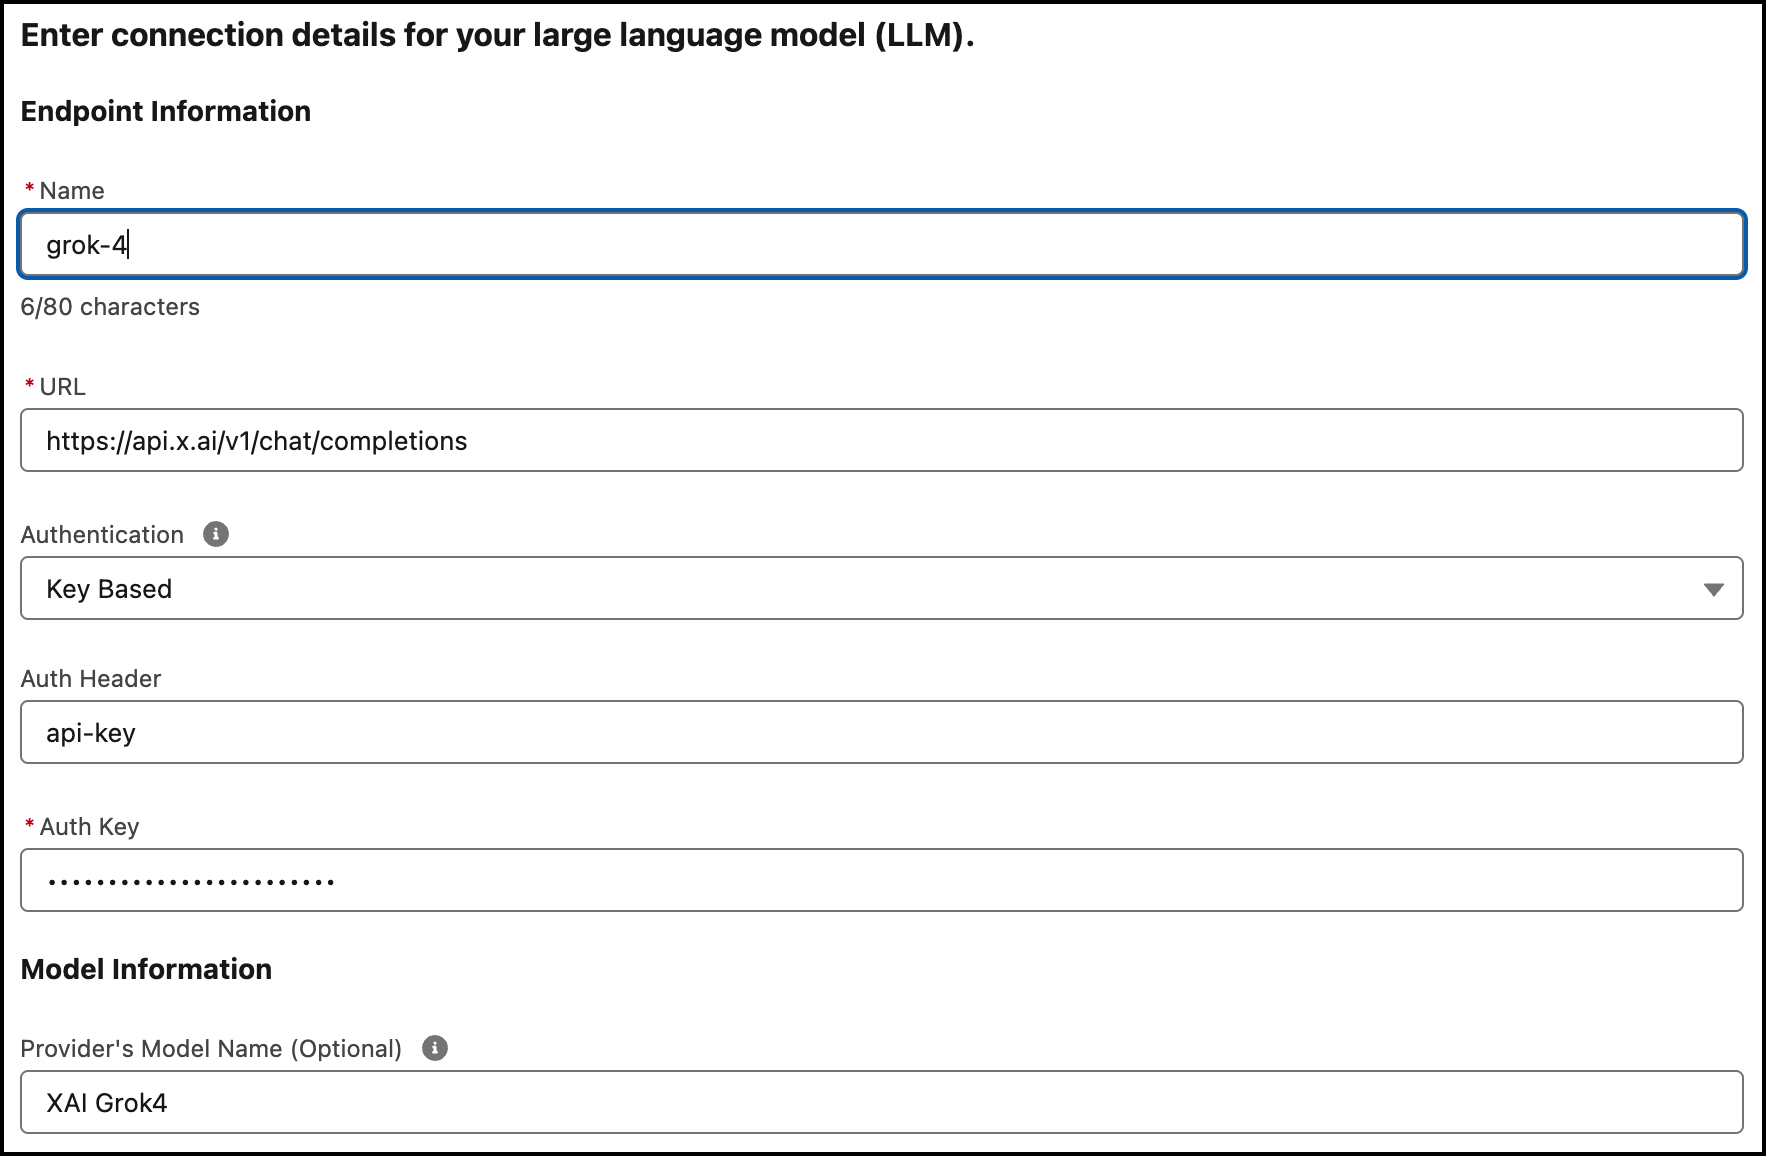 Enter connection details for your large language model (LLM).
Endpoint Information
* Name
grok-4
6/80 characters
* URL
https://api.x.ai/v1/chat/completions
Authentication
Key Based
Auth Header
api-key
* Auth Key
••••••••••••••••••••••••
Model Information
Provider's Model Name (Optional)
XAI Grok4